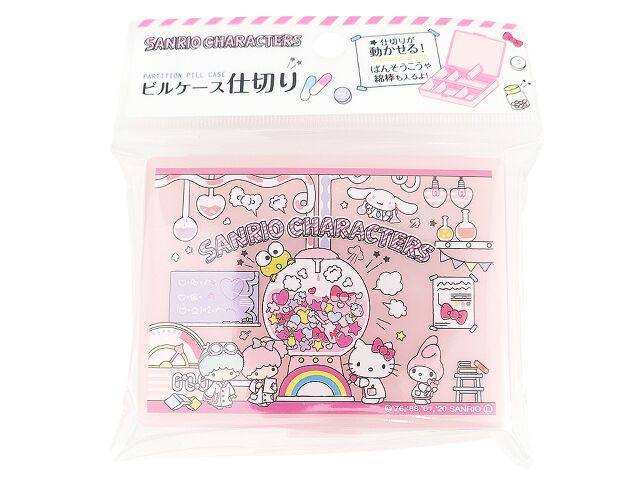 SANRIO CHARACTERS
PARTITION PILL CASE
ピルケース仕切り
仕切りが
動かせる!
ばんそうこうや
綿棒も入るよ!
SANRIO CHARACTERS
©'76,'88,'01,'20 SANRIO Ⓛ